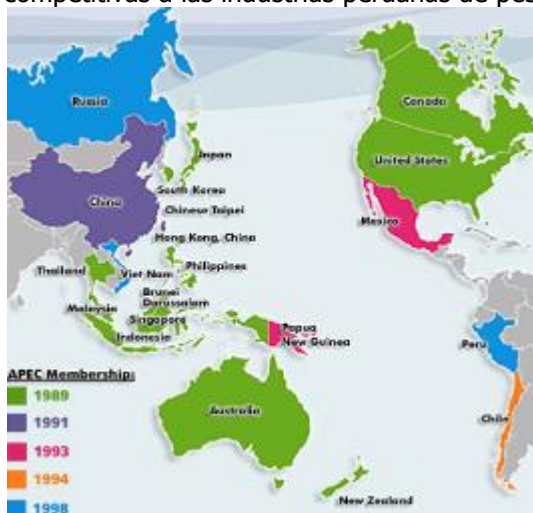 competitivas a las industrias peruanas de pes
Russia
Canada
Japan
United States
South Korea
China
Chinese Taipei
Mexico
Hong Kong, China
Thailand
Viet Nam
Philippines
Brunei
Darussalam
Malaysia
Singapore
Indonesia
Papua
New Guinea
Peru
APEC Membership:
1989
Australia
Chile
1991
1993
1994
New Zealand
1998